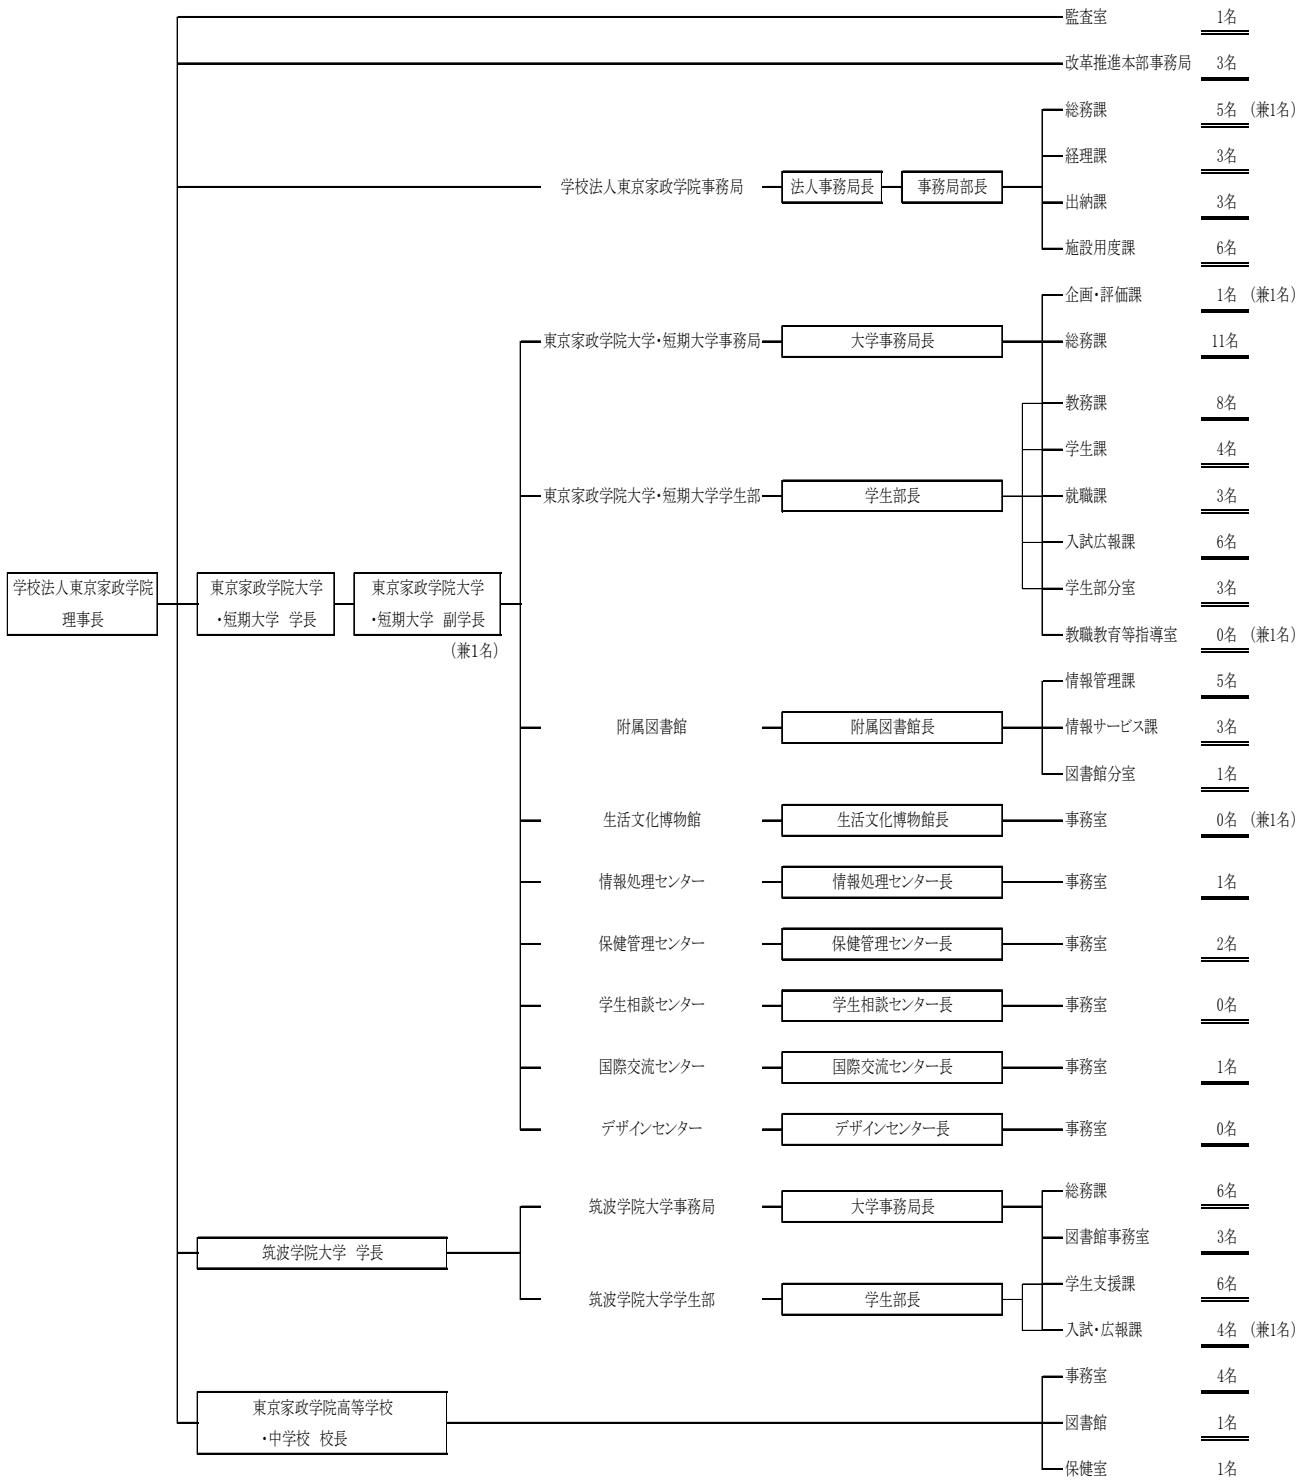 監査室 1名
改革推進本部事務局 3名
総務課 5名 (兼1名)
経理課 3名
学校法人東京家政学院事務局 法人事務局長 事務局部長
出納課 3名
施設用度課 6名
企画・評価課 1名 (兼1名)
東京家政学院大学・短期大学事務局 大学事務局長 総務課 11名
教務課 8名
学生課 4名
東京家政学院大学・短期大学学生部 学生部長 就職課 3名
入試広報課 6名
学校法人東京家政学院 東京家政学院大学 東京家政学院大学 学生部分室 3名
理事長 ・短期大学 学長 ・短期大学 副学長
教職教育等指導室 0名 (兼1名)
(兼1名)
情報管理課 5名
附属図書館 附属図書館長 情報サービス課 3名
図書館分室 1名
生活文化博物館 生活文化博物館長 事務室 0名 (兼1名)
情報処理センター 情報処理センター長 事務室 1名
保健管理センター 保健管理センター長 事務室 2名
学生相談センター 学生相談センター長 事務室 0名
国際交流センター 国際交流センター長 事務室 1名
デザインセンター デザインセンター長 事務室 0名
総務課 6名
筑波学院大学事務局 大学事務局長
図書館事務室 3名
筑波学院大学 学長
学生支援課 6名
筑波学院大学学生部 学生部長
入試・広報課 4名 (兼1名)
事務室 4名
東京家政学院高等学校
図書館 1名
・中学校 校長
保健室 1名